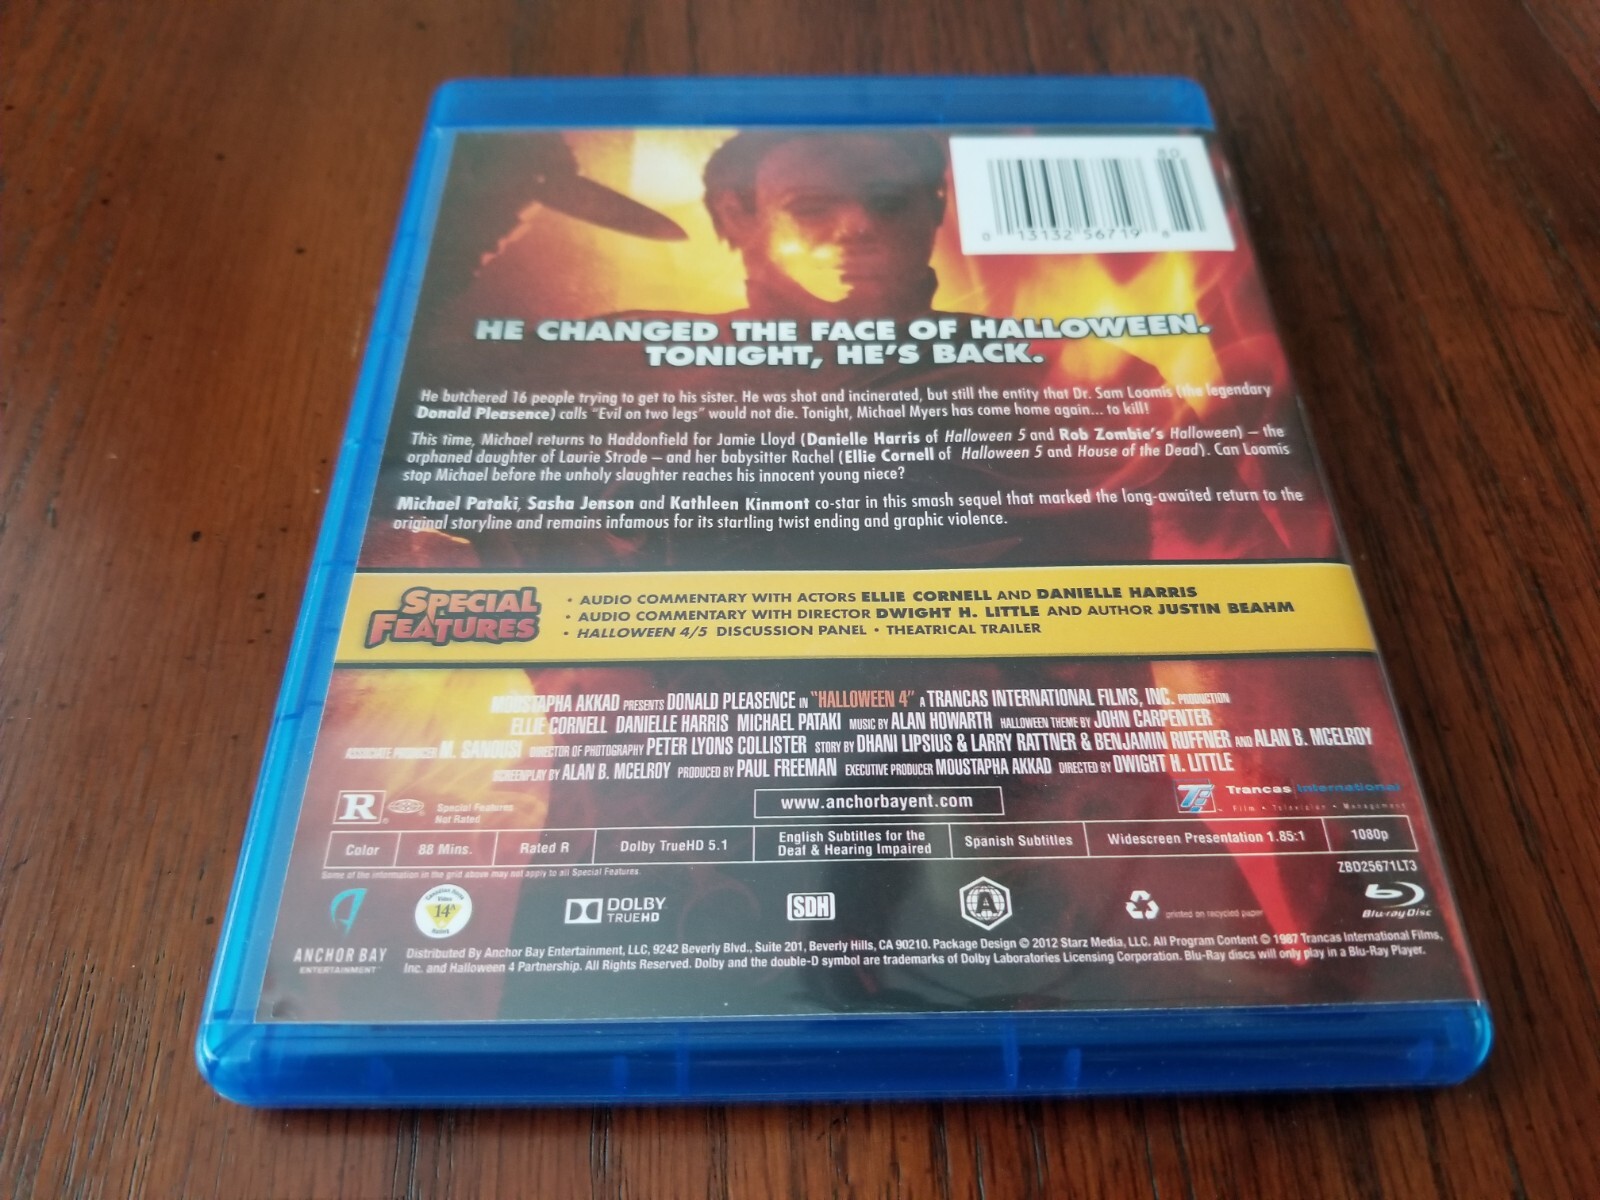 80
0 13132 56719 8
HE CHANGED THE FACE OF HALLOWEEN.
TONIGHT, HE'S BACK.
He butchered 16 people trying to get to his sister. He was shot and incinerated, but still the entity that Dr. Sam Loomis (the legendary
Donald Pleasence) calls "Evil on two legs" would not die. Tonight, Michael Myers has come home again... to kill!
This time, Michael returns to Haddonfield for Jamie Lloyd (Danielle Harris of Halloween 5 and Rob Zombie's Halloween) – the
orphaned daughter of Laurie Strode – and her babysitter Rachel (Ellie Cornell of Halloween 5 and House of the Dead). Can Loomis
stop Michael before the unholy slaughter reaches his innocent young niece?
Michael Pataki, Sasha Jenson and Kathleen Kinmont co-star in this smash sequel that marked the long-awaited return to the
original storyline and remains infamous for its startling twist ending and graphic violence.
SPECIAL
FEATURES
• AUDIO COMMENTARY WITH ACTORS ELLIE CORNELL AND DANIELLE HARRIS
• AUDIO COMMENTARY WITH DIRECTOR DWIGHT H. LITTLE AND AUTHOR JUSTIN BEAHM
• HALLOWEEN 4/5 DISCUSSION PANEL • THEATRICAL TRAILER
MOUSTAPHA AKKAD PRESENTS DONALD PLEASENCE IN "HALLOWEEN 4" A TRANCAS INTERNATIONAL FILMS, INC. PRODUCTION
ELLIE CORNELL DANIELLE HARRIS MICHAEL PATAKI MUSIC BY ALAN HOWARTH HALLOWEEN THEME BY JOHN CARPENTER
ASSOCIATE PRODUCER M. SANOUSI DIRECTOR OF PHOTOGRAPHY PETER LYONS COLLISTER STORY BY DHANI LIPSIUS & LARRY RATTNER & BENJAMIN RUFFNER AND ALAN B. MCELROY
SCREENPLAY BY ALAN B. MCELROY PRODUCED BY PAUL FREEMAN EXECUTIVE PRODUCER MOUSTAPHA AKKAD DIRECTED BY DWIGHT H. LITTLE
R ® Special Features
Not Rated
www.anchorbayent.com
Trancas International
Film • Television • Management
Color 88 Mins. Rated R Dolby TrueHD 5.1 English Subtitles for the
Deaf & Hearing Impaired Spanish Subtitles Widescreen Presentation 1.85:1 1080p
Some of the information in the grid above may not apply to all Special Features.
ZBD25671LT3
ANCHOR BAY
ENTERTAINMENT
14A
DOLBY
TRUEHD
SDH
A
printed on recycled paper
Blu-ray Disc
Distributed By Anchor Bay Entertainment, LLC, 9242 Beverly Blvd., Suite 201, Beverly Hills, CA 90210. Package Design © 2012 Starz Media, LLC. All Program Content © 1987 Trancas International Films,
Inc. and Halloween 4 Partnership. All Rights Reserved. Dolby and the double-D symbol are trademarks of Dolby Laboratories Licensing Corporation. Blu-Ray discs will only play in a Blu-Ray Player.